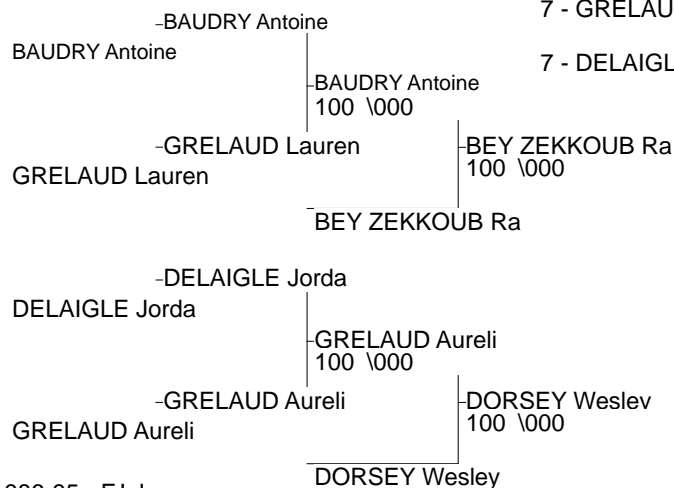 7 - GRELAU
-BAUDRY Antoine
BAUDRY Antoine
7 - DELAIGL
-BAUDRY Antoine
100 \000
-GRELAUD Lauren
-BEY ZEKKOUB Ra
100 \000
GRELAUD Lauren
BEY ZEKKOUB Ra
-DELAIGLE Jorda
DELAIGLE Jorda
-GRELAUD Aureli
100 \000
-GRELAUD Aureli
-DORSEY Wesley
100 \000
GRELAUD Aureli
DORSEY Wesley